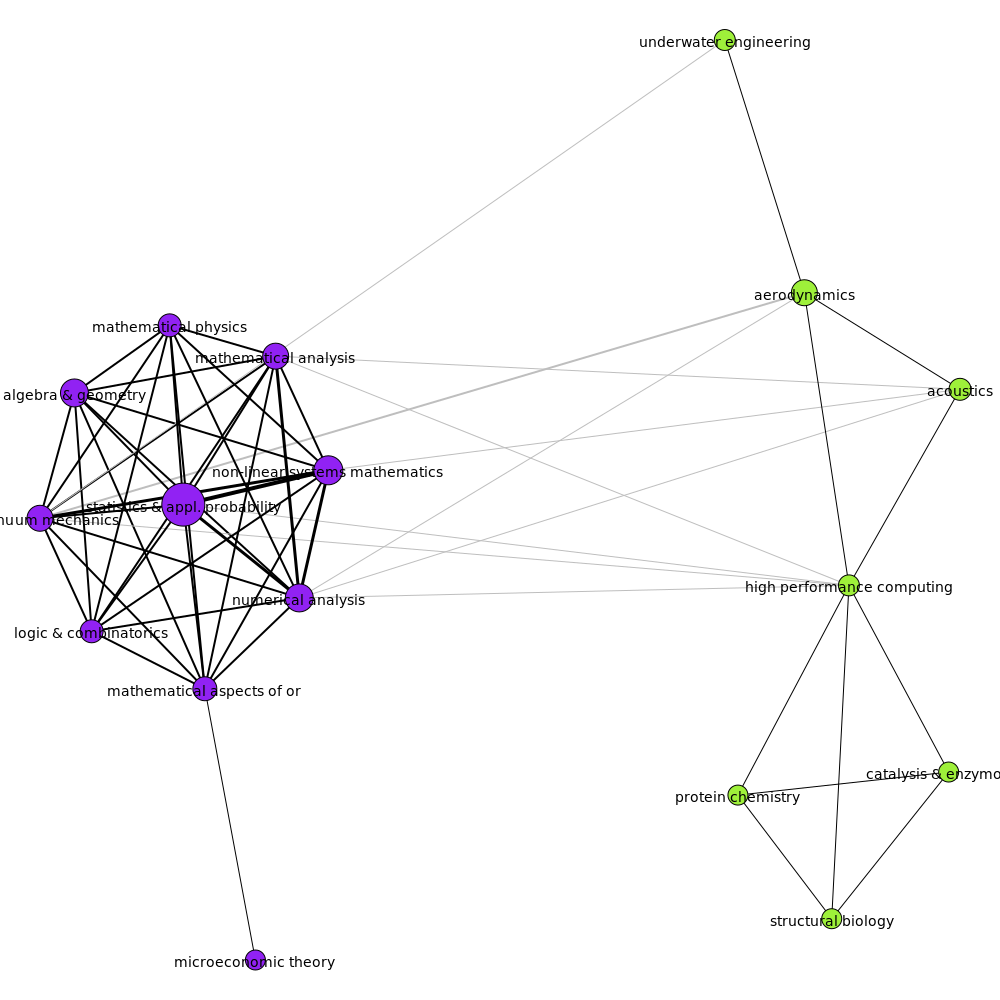 underwater engineering
aerodynamics
mathematical physics
mathematical analysis
algebra & geometry
acoustics
non-linear systems mathematics
statistics & appl. probability
nuum mechanics
high performance computing
numerical analysis
logic & combinatorics
mathematical aspects of or
catalysis & enzymo
protein chemistry
structural biology
microeconomic theory